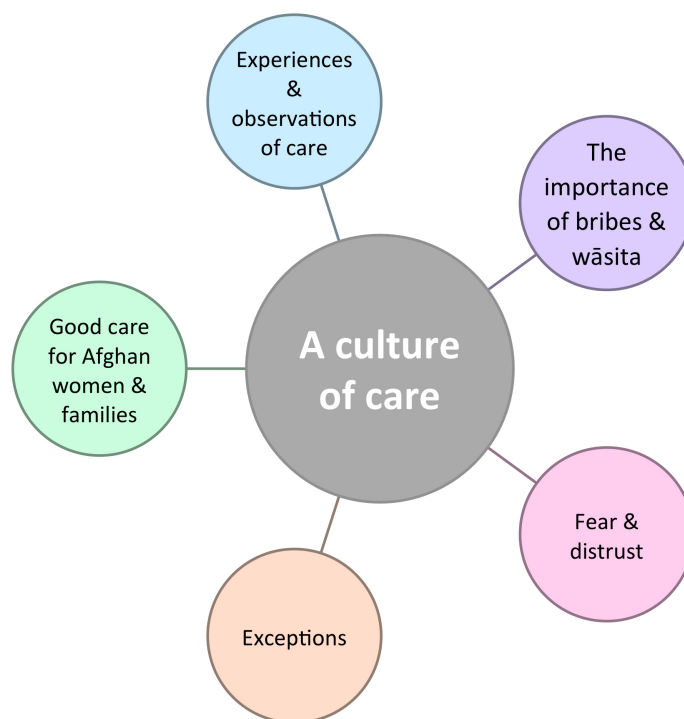 Experiences
&
observations
of care
The
importance
of bribes &
wāsita
A culture
of care
Good care
for Afghan
women &
families
Fear &
distrust
Exceptions